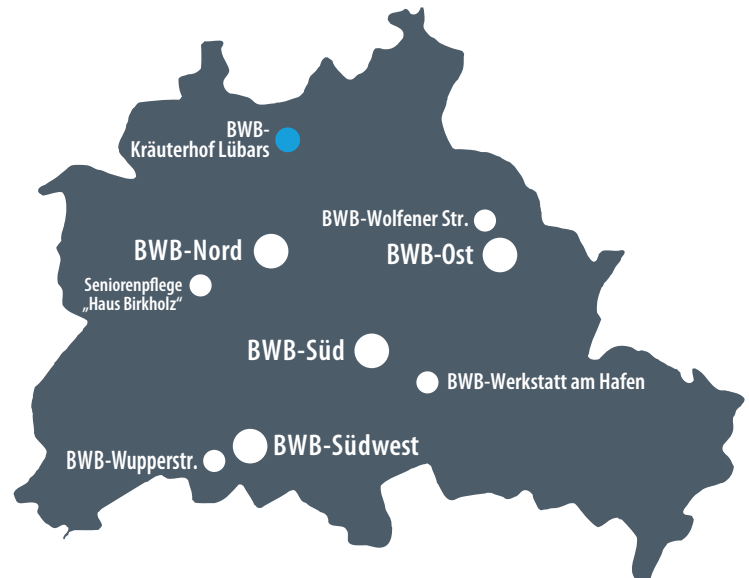 BWB-
Kräuterhof Lübars
BWB-Wolfener Str.
BWB-Nord
BWB-Ost
Seniorenpflege
„Haus Birkholz“
BWB-Süd
BWB-Werkstatt am Hafen
BWB-Südwest
BWB-Wupperstr.